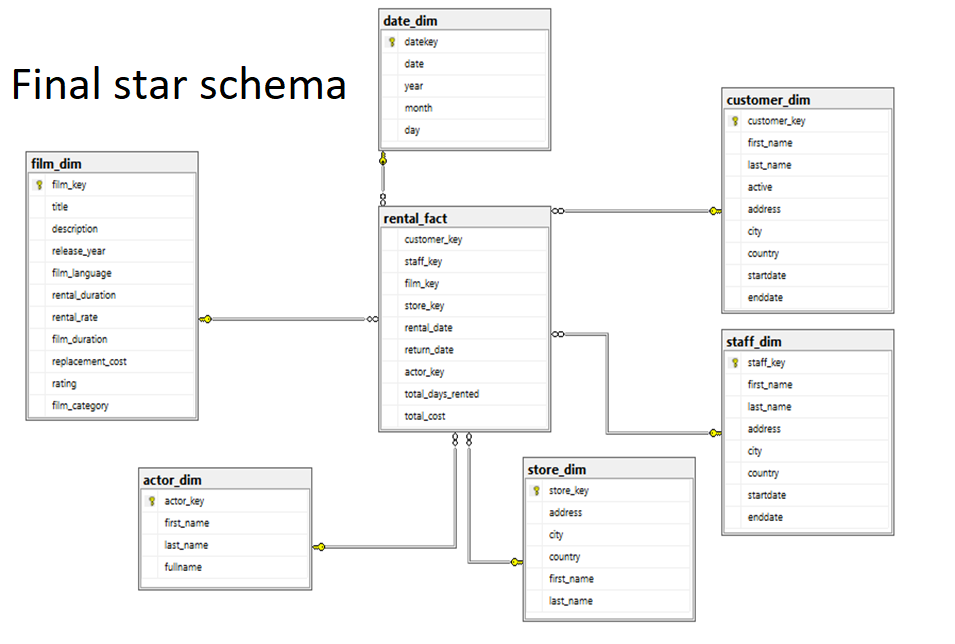 Final star schema
date_dim
datekey
date
year
month
day
customer_dim
customer_key
first_name
last_name
active
address
city
country
startdate
enddate
film_dim
film_key
title
description
release_year
film_language
rental_duration
rental_rate
film_duration
replacement_cost
rating
film_category
rental_fact
customer_key
staff_key
film_key
store_key
rental_date
return_date
actor_key
total_days_rented
total_cost
staff_dim
staff_key
first_name
last_name
address
city
country
startdate
enddate
actor_dim
actor_key
first_name
last_name
fullname
store_dim
store_key
address
city
country
first_name
last_name